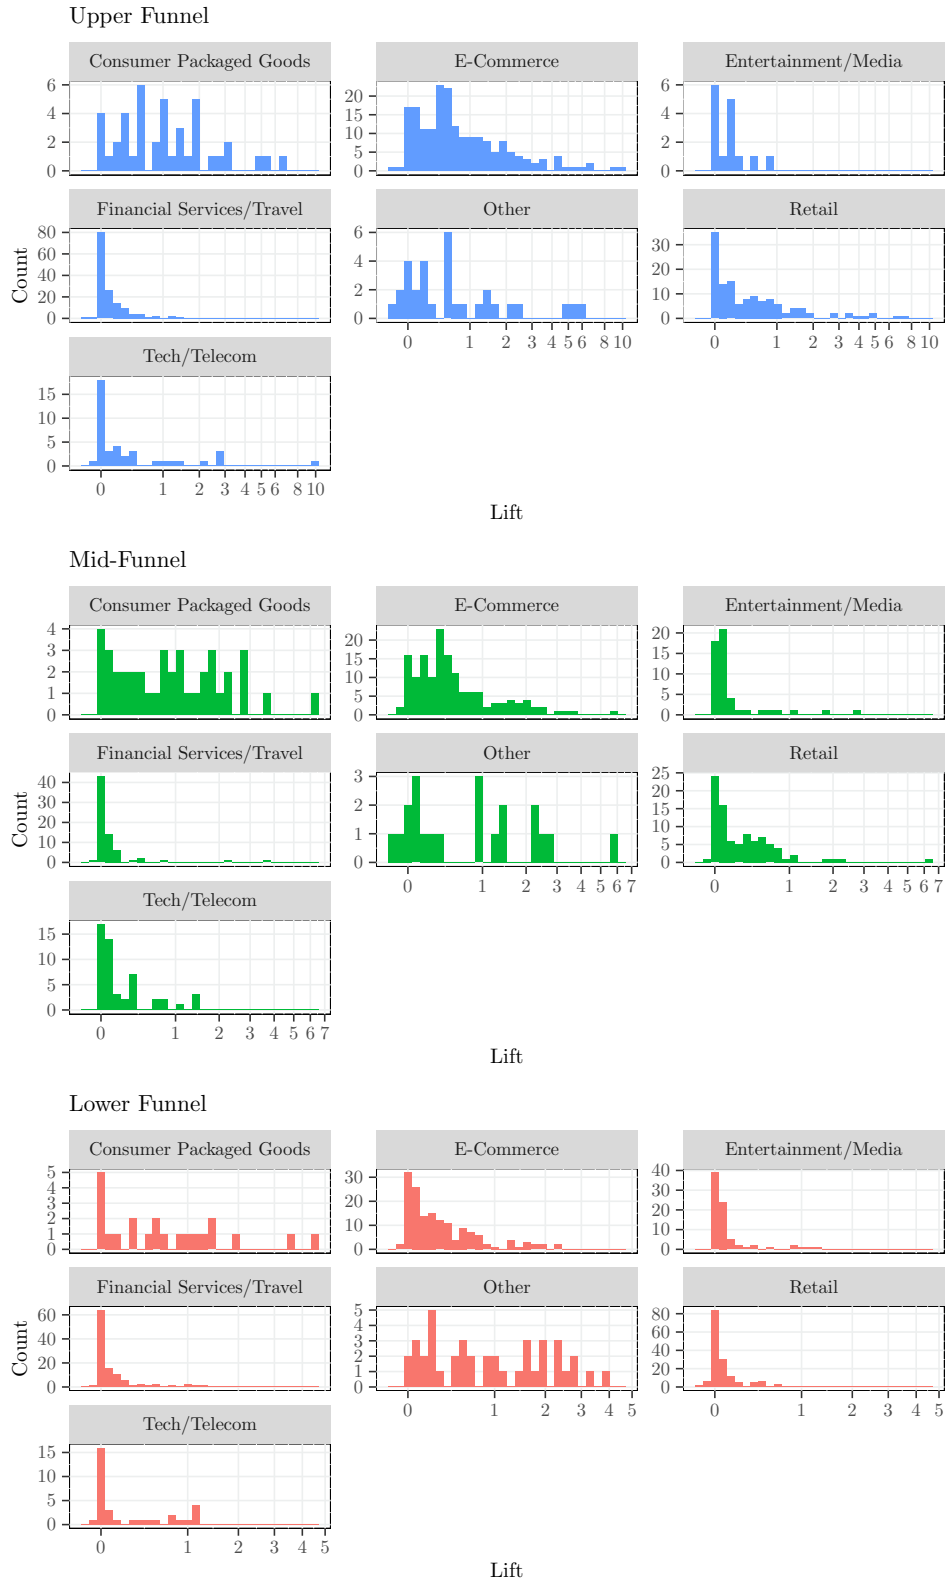 Upper Funnel
Consumer Packaged Goods E-Commerce Entertainment/Media
6 4 2 0
20 15 10 5 0
6 4 2 0
Financial Services/Travel Other Retail
80 60 40 20 0
6 4 2 0
30 20 10 0
0 1 2 3 4 5 6 8 10
0 1 2 3 4 5 6 8 10
Tech/Telecom
15 10 5 0
0 1 2 3 4 5 6 8 10
Count
Lift
Mid-Funnel
Consumer Packaged Goods E-Commerce Entertainment/Media
4 3 2 1 0
20 15 10 5 0
20 15 10 5 0
Financial Services/Travel Other Retail
40 30 20 10 0
3 2 1 0
25 20 15 10 5 0
0 1 2 3 4 5 6 7
0 1 2 3 4 5 6 7
Tech/Telecom
15 10 5 0
0 1 2 3 4 5 6 7
Count
Lift
Lower Funnel
Consumer Packaged Goods E-Commerce Entertainment/Media
5 4 3 2 1 0
30 20 10 0
40 30 20 10 0
Financial Services/Travel Other Retail
60 40 20 0
5 4 3 2 1 0
80 60 40 20 0
0 1 2 3 4 5
0 1 2 3 4 5
Tech/Telecom
15 10 5 0
0 1 2 3 4 5
Count
Lift